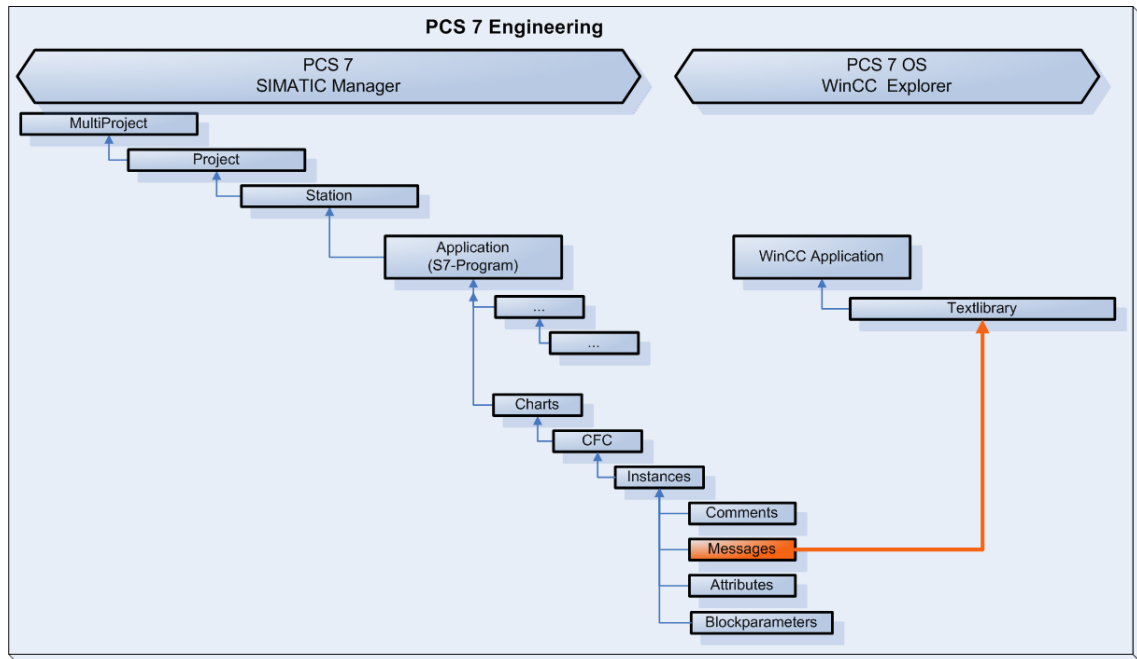 PCS 7 Engineering
PCS 7
SIMATIC Manager
PCS 7 OS
WinCC Explorer
MultiProject
Project
Station
Application
(S7-Program)
WinCC Application
...
Textlibrary
...
Charts
CFC
Instances
Comments
Messages
Attributes
Blockparameters